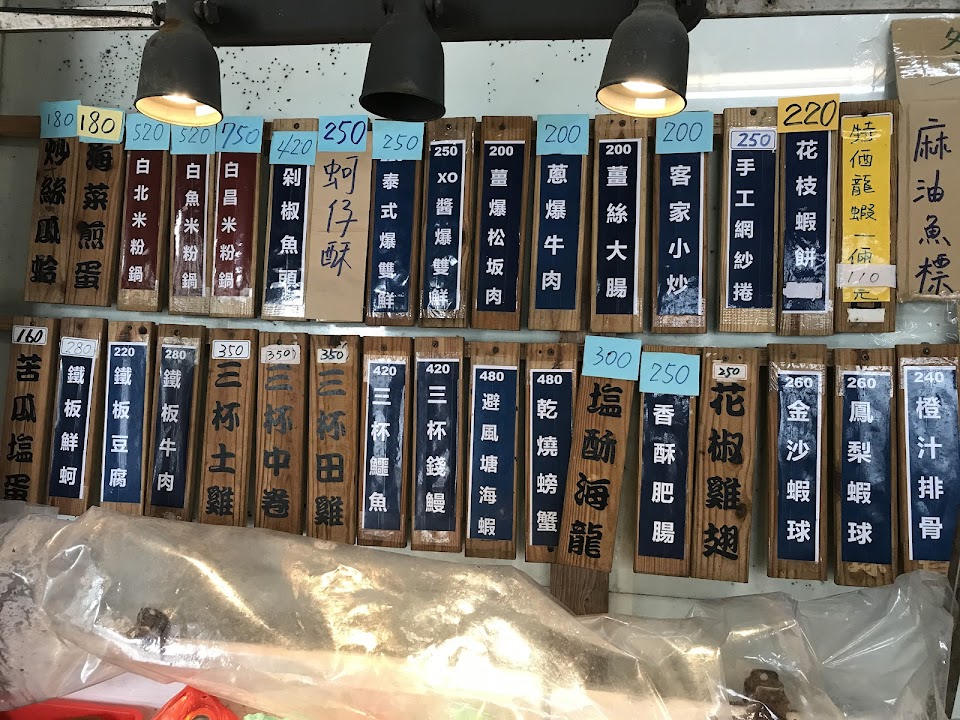 180
炒絲瓜蛤
180
海菜煎蛋
520
白北米粉鍋
520
白魚米粉鍋
750
白昌米粉鍋
420
剁椒魚頭
250
蚵仔酥
250
泰式爆雙鮮
250
XO醬爆雙鮮
200
薑爆松坂肉
200
蔥爆牛肉
200
薑絲大腸
200
客家小炒
250
手工網紗捲
220
花枝蝦餅
特価龍蝦一
110
麻油魚標
160
苦瓜塩蛋
280
鐵板鮮蚵
220
鐵板豆腐
280
鐵板牛肉
350
三杯土雞
350
三杯中卷
350
三杯田雞
420
三杯鱷魚
420
三杯錢鰻
480
避風塘海蝦
480
乾燒螃蟹
300
塩酥海龍
250
香酥肥腸
250
花椒雞翅
260
金沙蝦球
260
鳳梨蝦球
240
橙汁排骨